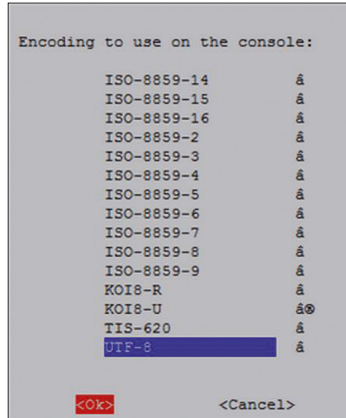 Encoding to use on the console:
ISO-8859-14 â
ISO-8859-15 â
ISO-8859-16 â
ISO-8859-2 â
ISO-8859-3 â
ISO-8859-4 â
ISO-8859-5 â
ISO-8859-6 â
ISO-8859-7 â
ISO-8859-8 â
ISO-8859-9 â
KOI8-R â
KOI8-U â®
TIS-620 â
UTF-8 â
<Ok> <Cancel>